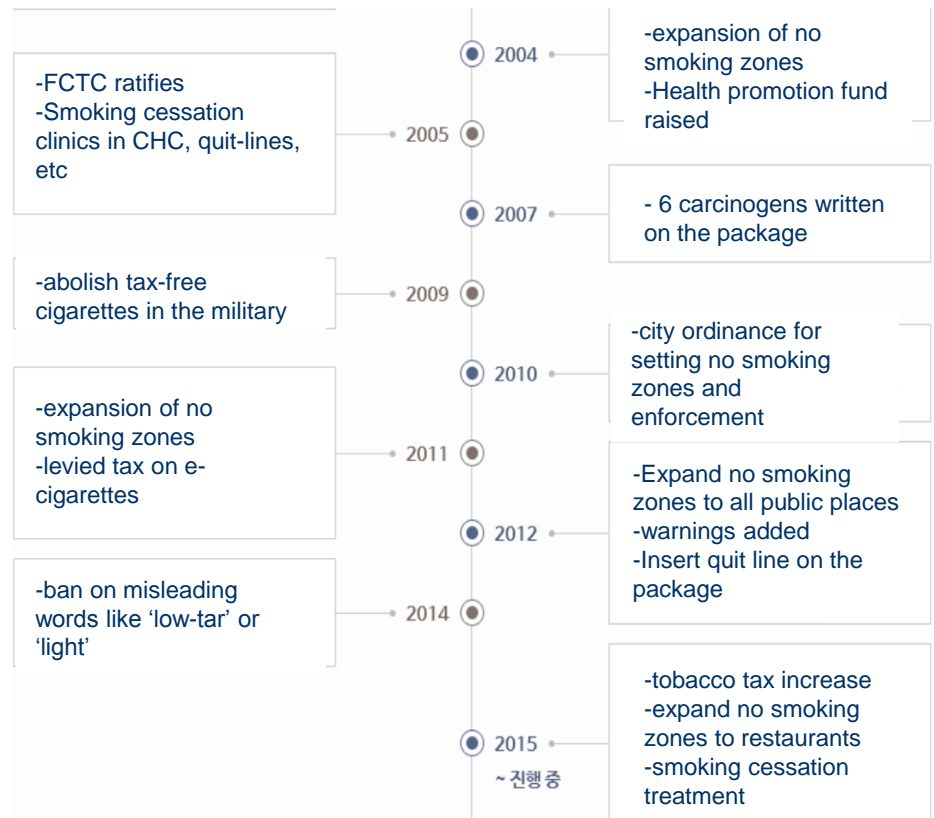 2004
-expansion of no
smoking zones
-Health promotion fund
raised
-FCTC ratifies
-Smoking cessation
clinics in CHC, quit-lines,
etc
2005
2007
- 6 carcinogens written
on the package
-abolish tax-free
cigarettes in the military
2009
2010
-city ordinance for
setting no smoking
zones and
enforcement
-expansion of no
smoking zones
-levied tax on e-
cigarettes
2011
2012
-Expand no smoking
zones to all public places
-warnings added
-Insert quit line on the
package
-ban on misleading
words like ‘low-tar’ or
‘light’
2014
2015
~ 진행 중
-tobacco tax increase
-expand no smoking
zones to restaurants
-smoking cessation
treatment